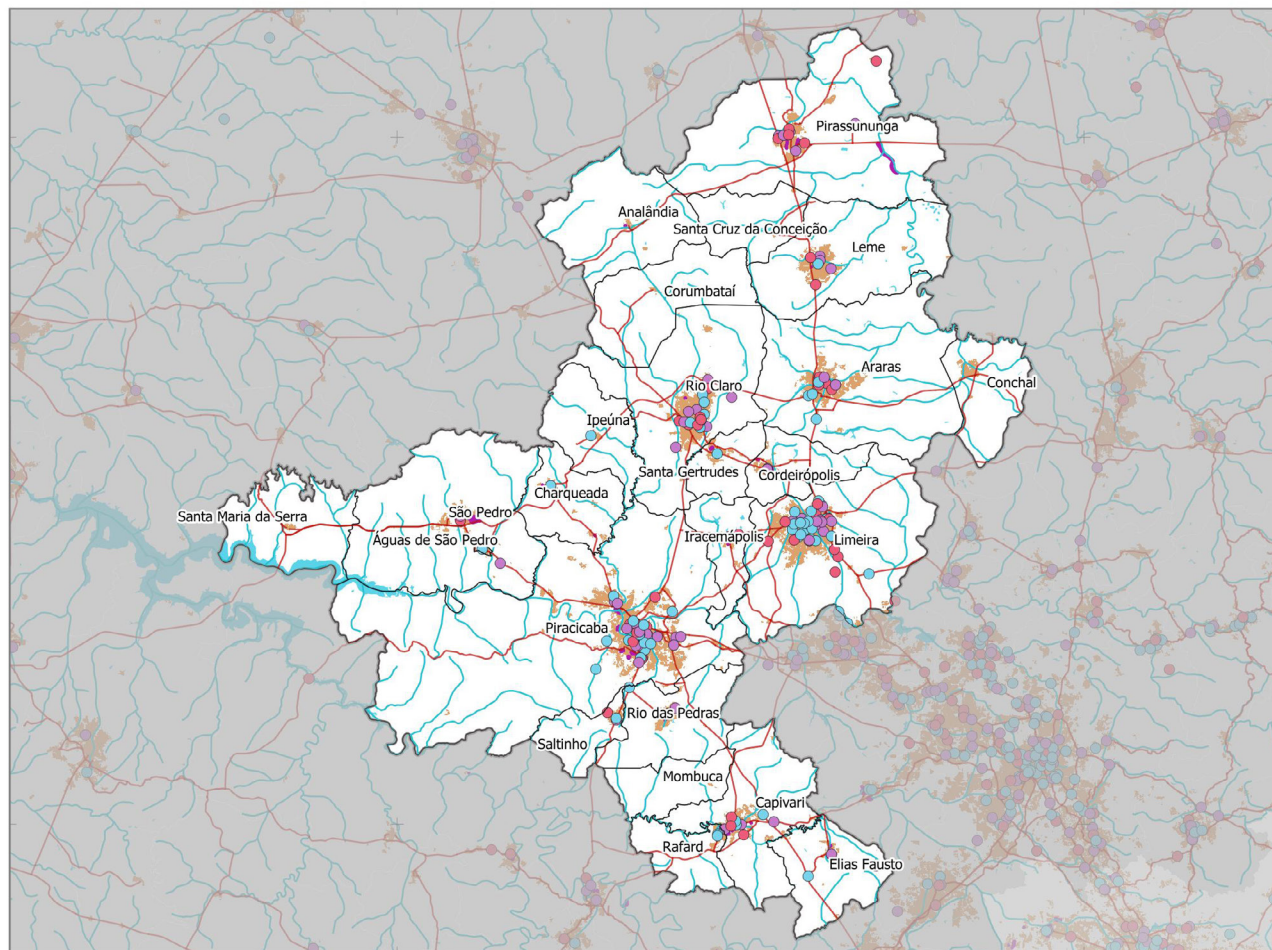 Pirassununga
Analândia
Santa Cruz da Conceição
Leme
Corumbataí
Araras
Rio Claro
Conchal
Ipeúna
Santa Gertrudes
Cordeirópolis
Charqueada
São Pedro
Santa Maria da Serra
Águas de São Pedro
Iracemápolis
Limeira
Piracicaba
Rio das Pedras
Saltinho
Mombuca
Capivari
Rafard
Elias Fausto